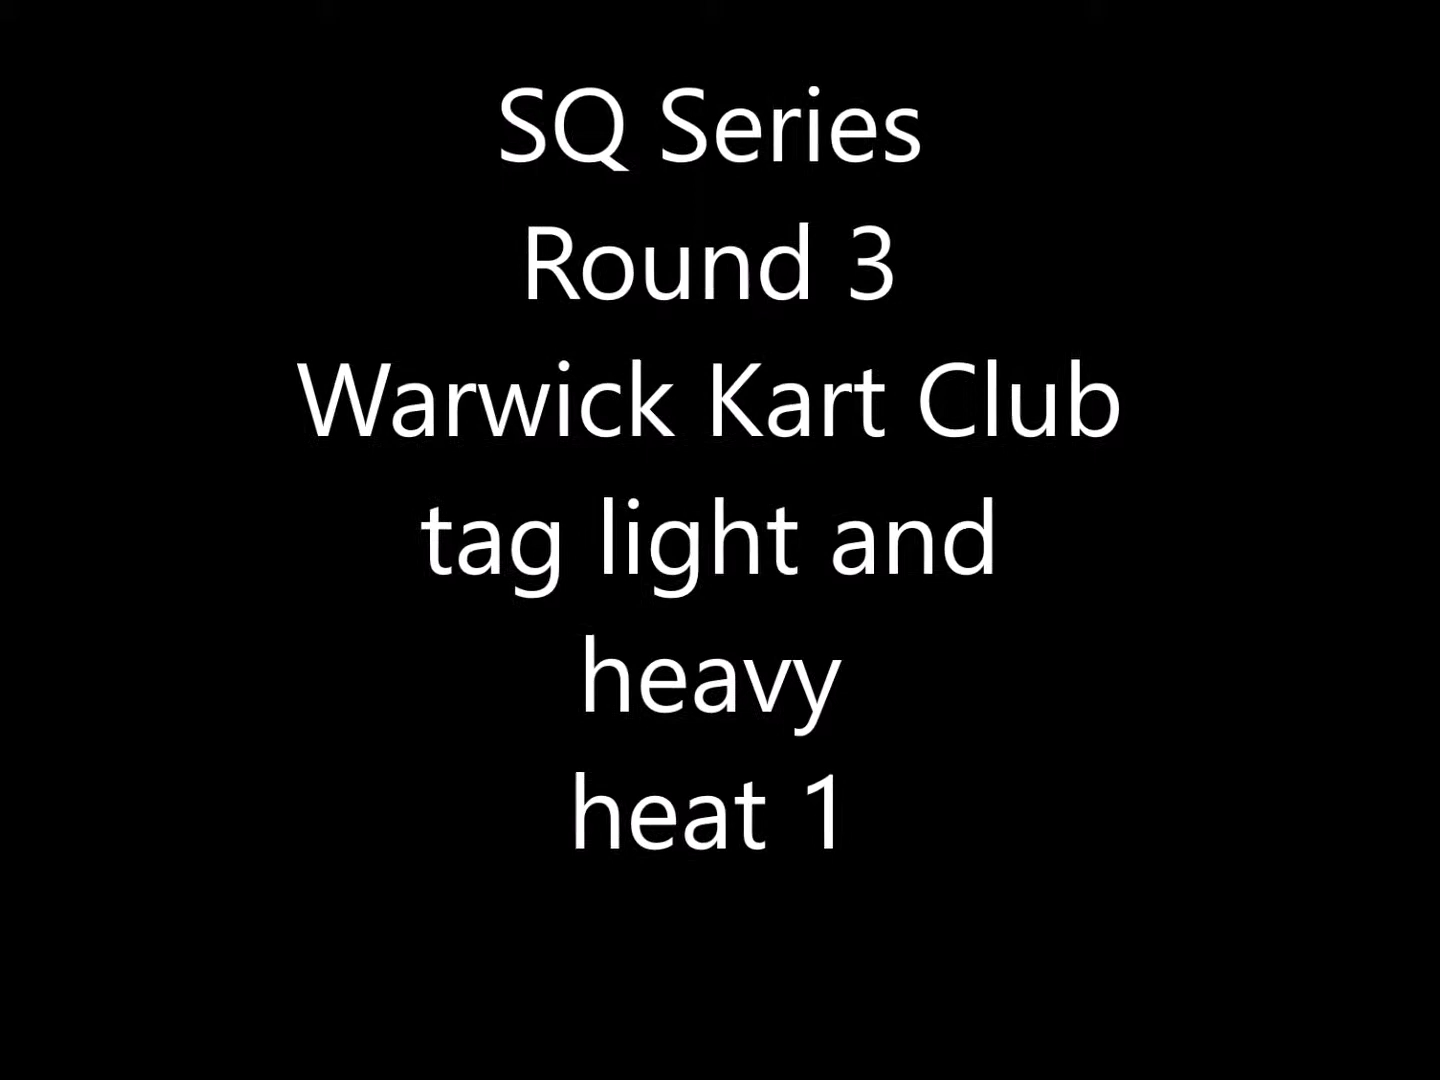 SQ Series
Round 3
Warwick Kart Club
tag light and
heavy
heat 1